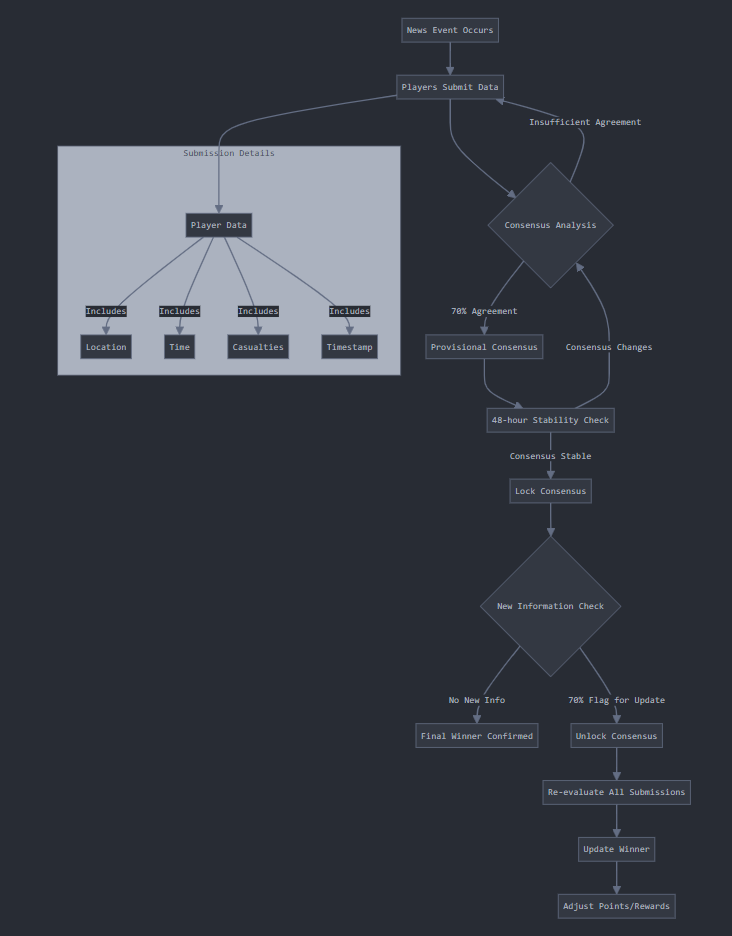 News Event Occurs
Players Submit Data
Insufficient Agreement
Submission Details
Player Data
Consensus Analysis
Includes
Includes
Includes
Includes
70% Agreement
Location
Time
Casualties
Timestamp
Provisional Consensus
Consensus Changes
48-hour Stability Check
Consensus Stable
Lock Consensus
New Information Check
No New Info
70% Flag for Update
Final Winner Confirmed
Unlock Consensus
Re-evaluate All Submissions
Update Winner
Adjust Points/Rewards